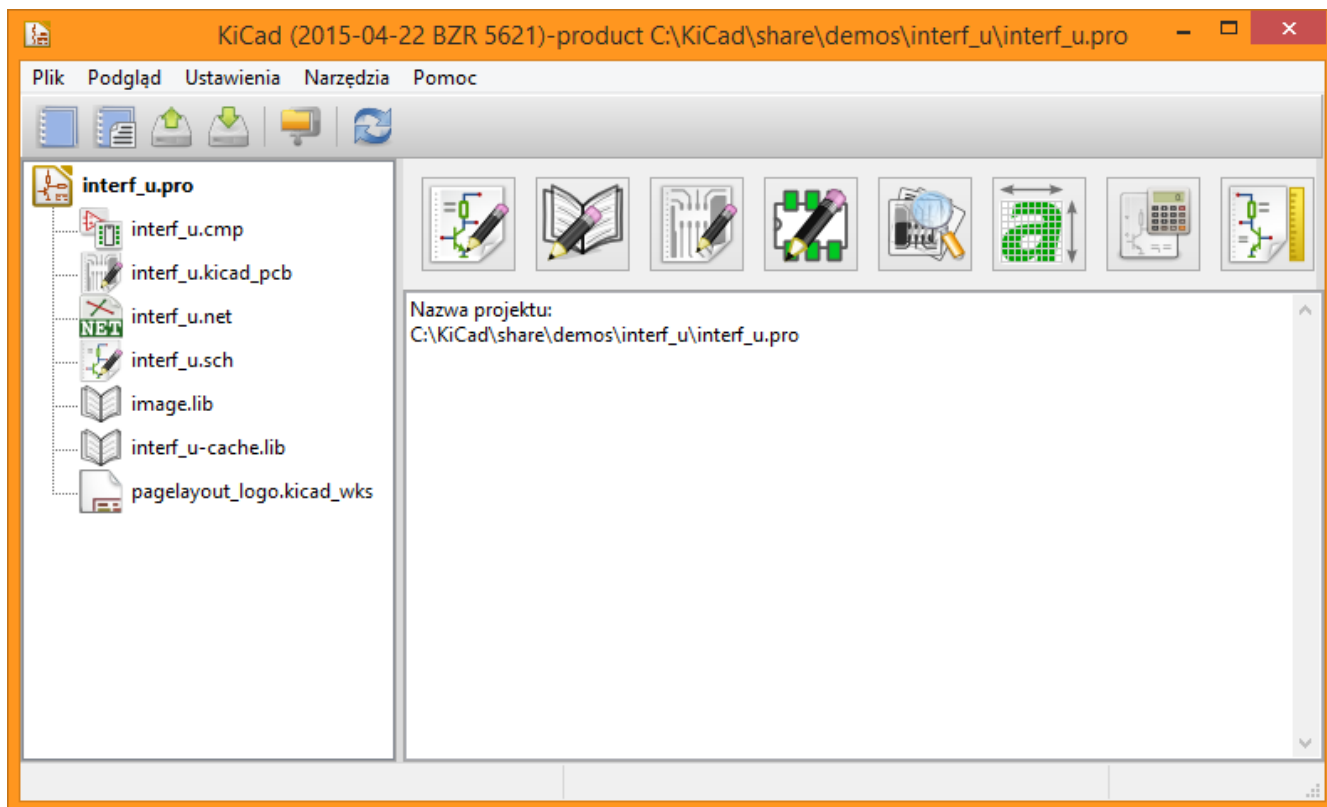 KiCad (2015-04-22 BZR 5621)-product C:\KiCad\share\demos\interf_u\interf_u.pro
Plik Podgląd Ustawienia Narzędzia Pomoc
interf_u.pro
interf_u.cmp
interf_u.kicad_pcb
interf_u.net
NET
interf_u.sch
image.lib
interf_u-cache.lib
pagelayout_logo.kicad_wks
a
Nazwa projektu:
C:\KiCad\share\demos\interf_u\interf_u.pro